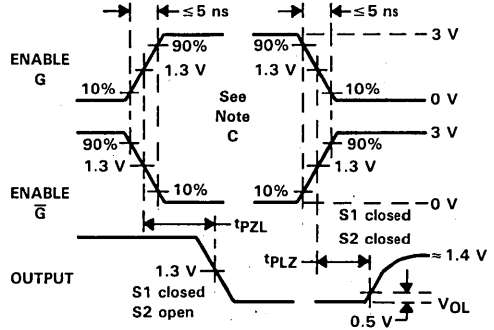 ≤5 ns
≤5 ns
ENABLE
G
90%
1.3 V
10%
See
Note
C
90%
1.3 V
10%
3 V
0 V
ENABLE
G̅
90%
1.3 V
10%
10%
90%
1.3 V
3 V
0 V
tPZL
S1 closed
S2 closed
tPLZ
OUTPUT
1.3 V
S1 closed
S2 open
≈1.4 V
VOL
0.5 V